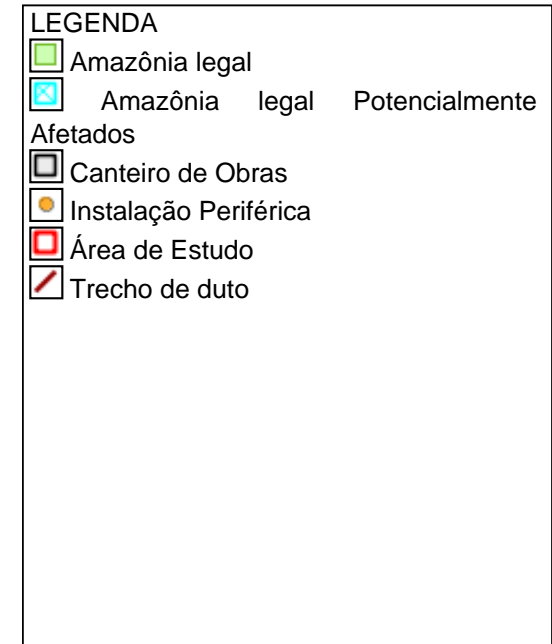 LEGENDA
Amazônia legal
Amazônia legal Potencialmente
Afetados
Canteiro de Obras
Instalação Periférica
Área de Estudo
Trecho de duto